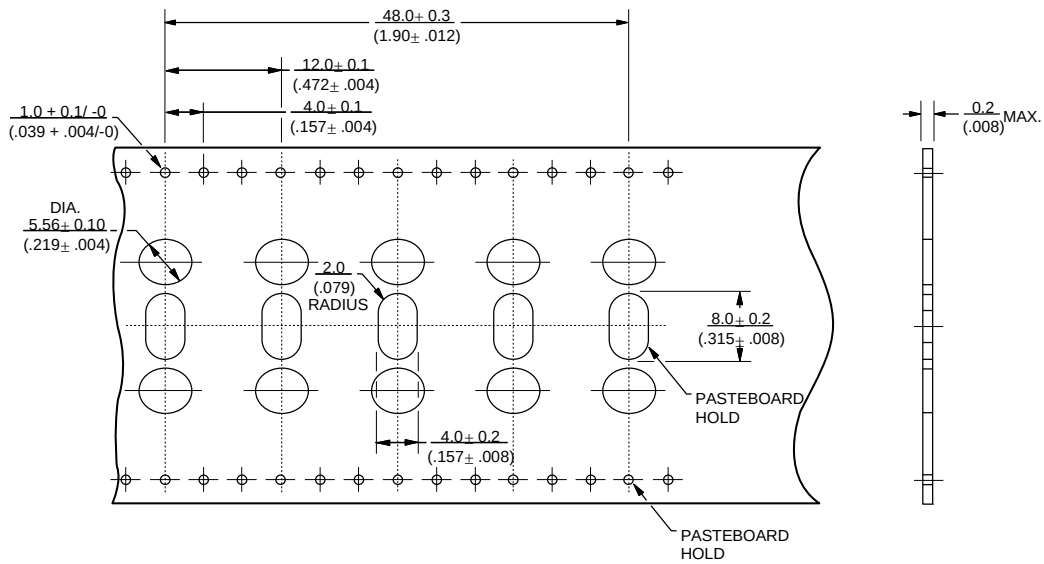 48.0± 0.3
(1.90± .012)
12.0± 0.1
(.472± .004)
4.0± 0.1
(.157± .004)
1.0 + 0.1/ -0
(.039 + .004/-0)
0.2
(.008)
MAX.
DIA.
5.56± 0.10
(.219± .004)
2.0
(.079)
RADIUS
8.0± 0.2
(.315± .008)
PASTEBOARD
HOLD
4.0± 0.2
(.157± .008)
PASTEBOARD
HOLD